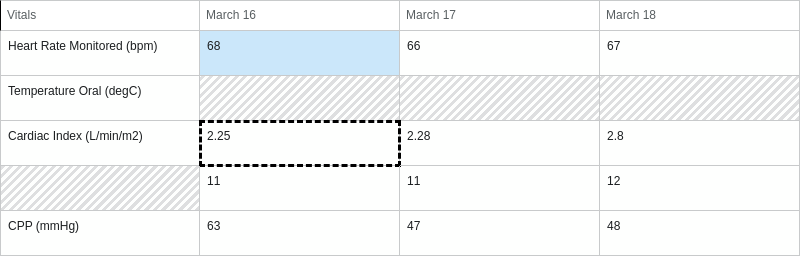 Vitals March 16 March 17 March 18
Heart Rate Monitored (bpm) 68 66 67
Temperature Oral (degC)
Cardiac Index (L/min/m2) 2.25 2.28 2.8
11 11 12
CPP (mmHg) 63 47 48